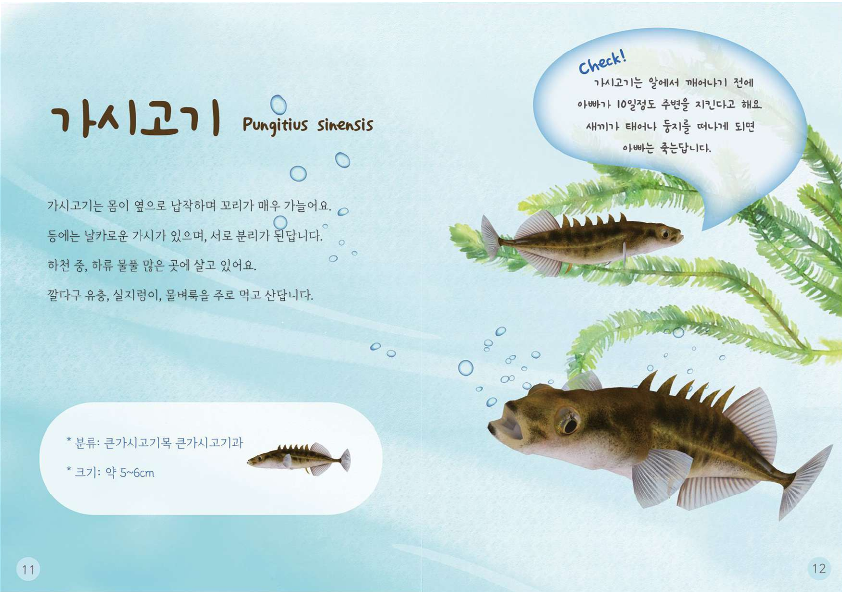 가시고기 Pungitius sinensis
가시고기는 몸이 옆으로 납작하며 꼬리가 매우 가늘어요.
등에는 날카로운 가시가 있으며, 서로 분리가 된답니다.
하천 중, 하류 물풀 많은 곳에 살고 있어요.
깔다구 유충, 실지렁이, 물벼룩을 주로 먹고 산답니다.
* 분류: 큰가시고기목 큰가시고기과
* 크기: 약 5~6cm
11
Check!
가시고기는 알에서 깨어나기 전에
아빠가 10일정도 주변을 지킨다고 해요.
새끼가 태어나 둥지를 떠나게 되면
아빠는 죽는답니다.
12